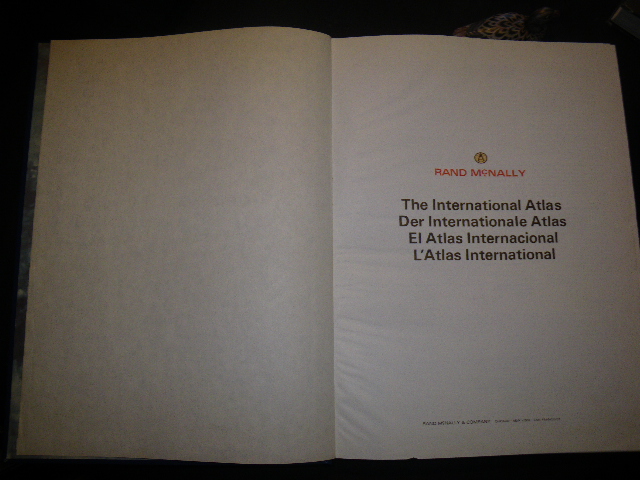 RAND McNALLY
The International Atlas
Der Internationale Atlas
El Atlas Internacional
L'Atlas International
RAND McNALLY & COMPANY